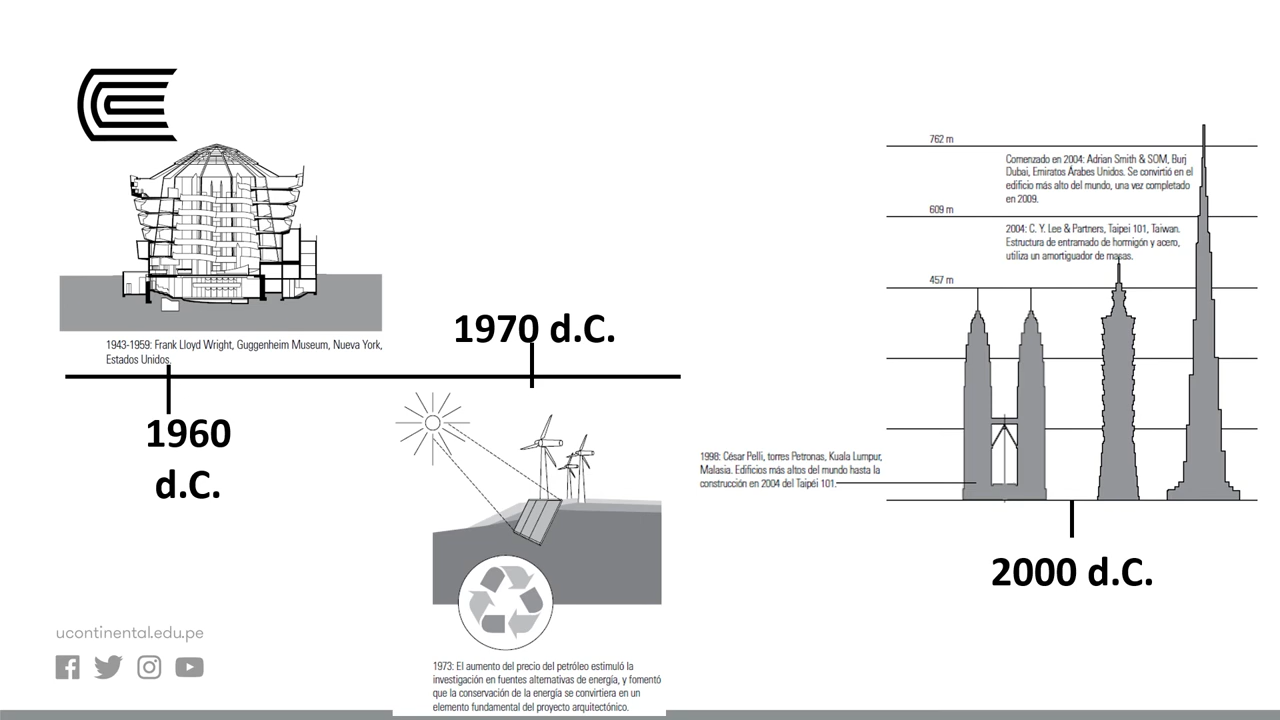 1943-1959: Frank Lloyd Wright, Guggenheim Museum, Nueva York,
Estados Unidos.
1960
d.C.
1970 d.C.
1973: El aumento del precio del petróleo estimuló la
investigación en fuentes alternativas de energía, y fomentó
que la conservación de la energía se convirtiera en un
elemento fundamental del proyecto arquitectónico.
762 m
Comenzado en 2004: Adrian Smith & SOM, Burj
Dubai, Emiratos Árabes Unidos. Se convirtió en el
edificio más alto del mundo, una vez completado
en 2009.
609 m
2004: C. Y. Lee & Partners, Taipei 101, Taiwan.
Estructura de entramado de hormigón y acero,
utiliza un amortiguador de masas.
457 m
1998: César Pelli, torres Petronas, Kuala Lumpur,
Malasia. Edificios más altos del mundo hasta la
construcción en 2004 del Taipéi 101.
2000 d.C.
ucontinental.edu.pe